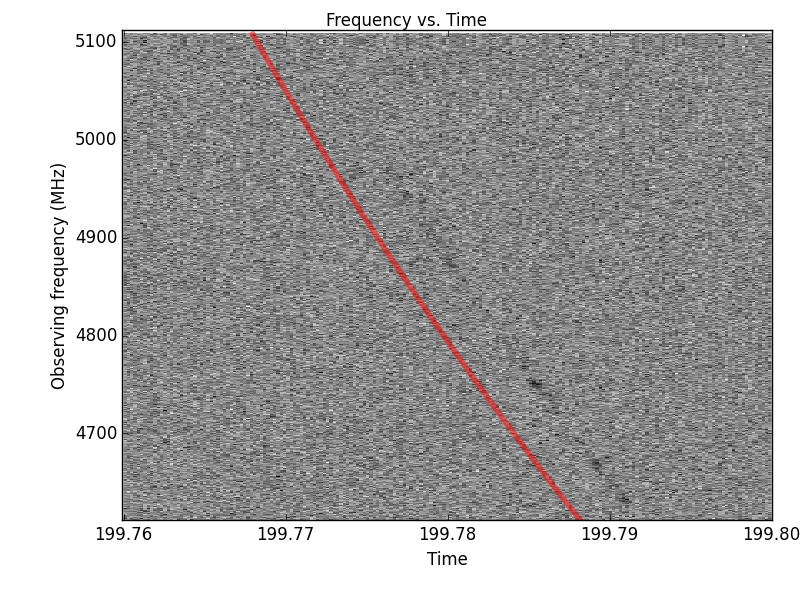 Frequency vs. Time
Observing frequency (MHz)
5100
5000
4900
4800
4700
199.76 199.77 199.78 199.79 199.80
Time